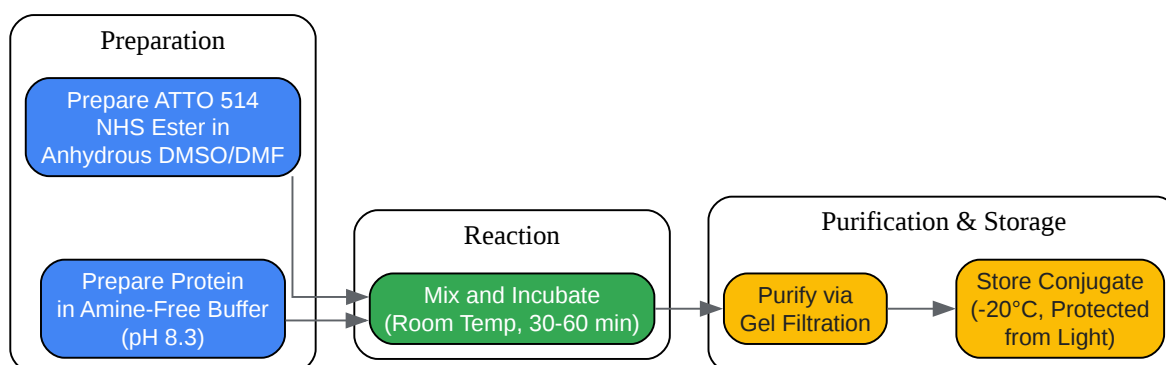 Preparation
Prepare ATTO 514
NHS Ester in
Anhydrous DMSO/DMF
Prepare Protein
in Amine-Free Buffer
(pH 8.3)
Reaction
Mix and Incubate
(Room Temp, 30-60 min)
Purification & Storage
Purify via
Gel Filtration
Store Conjugate
(-20°C, Protected
from Light)